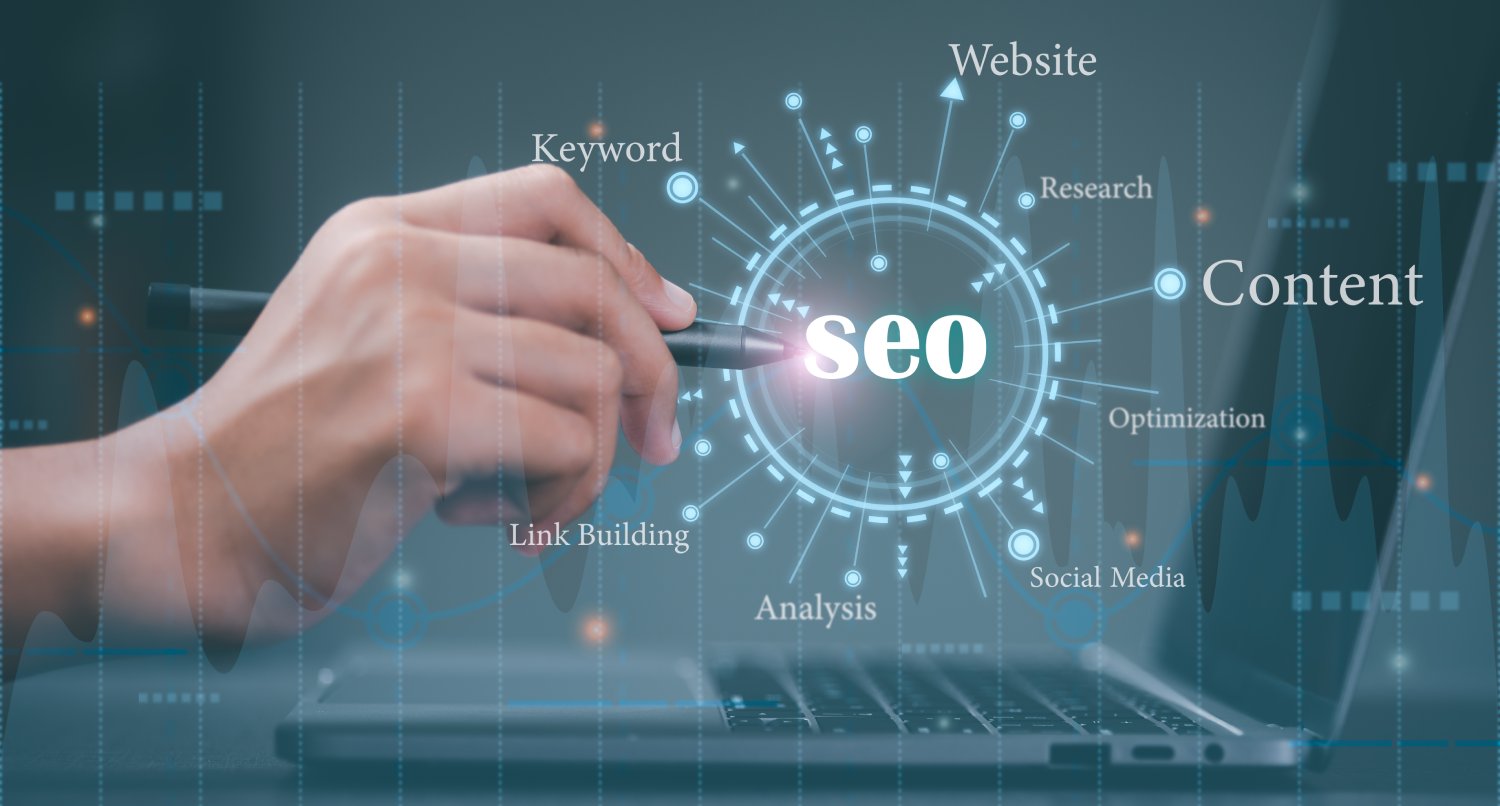 Website
Keyword
Research
Content
seo
Optimization
Link Building
Social Media
Analysis